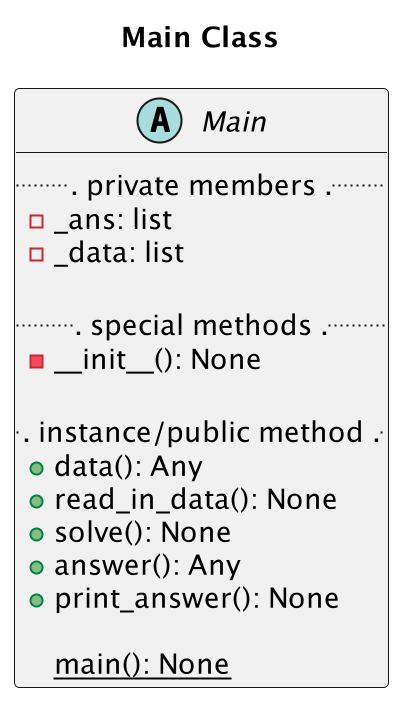 Main Class
A Main
. private members .
_ans: list
_data: list
. special methods .
__init__(): None
. instance/public method .
data(): Any
read_in_data(): None
solve(): None
answer(): Any
print_answer(): None
main(): None